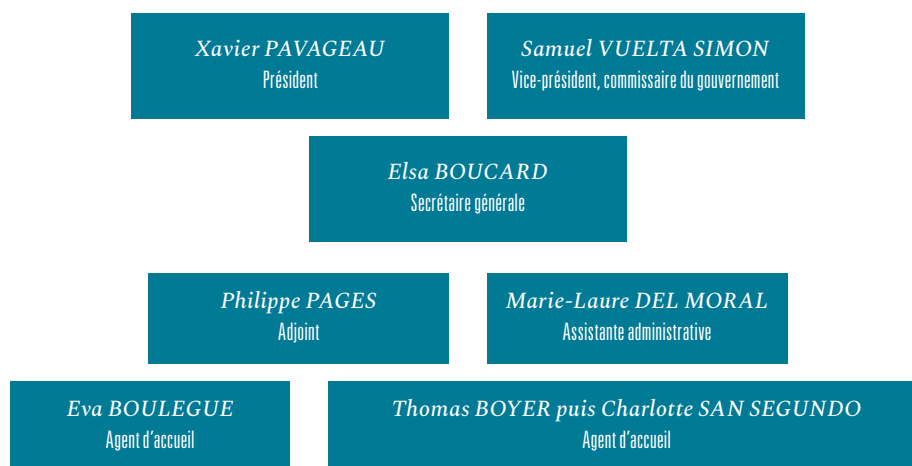 Xavier PAVAGEAU
Président
Samuel VUELTA SIMON
Vice-président, commissaire du gouvernement
Elsa BOUCARD
Secrétaire générale
Philippe PAGES
Adjoint
Marie-Laure DEL MORAL
Assistante administrative
Eva BOULEGUE
Agent d'accueil
Thomas BOYER puis Charlotte SAN SEGUNDO
Agent d'accueil